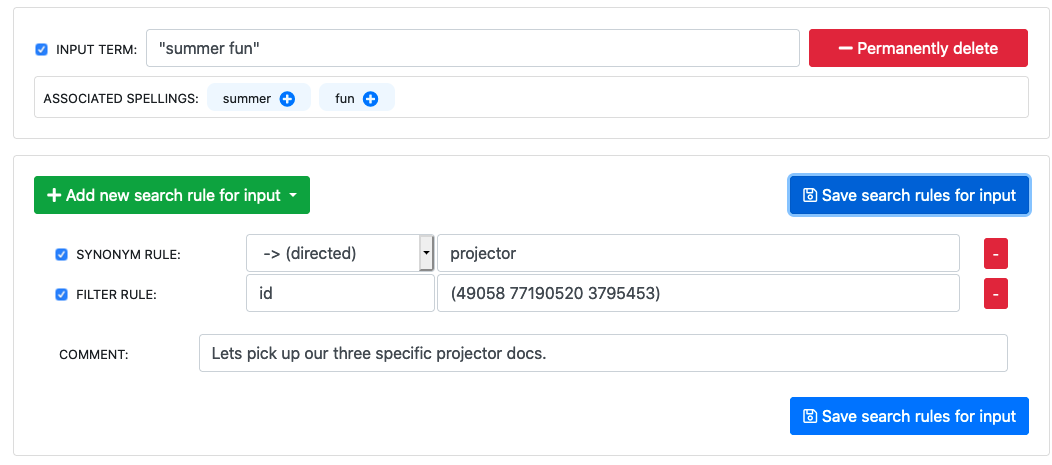 INPUT TERM: "summer fun" Permanently delete
ASSOCIATED SPELLINGS: summer fun
Add new search rule for input Save search rules for input
SYNONYM RULE: -> (directed) projector -
FILTER RULE: id (49058 77190520 3795453) -
COMMENT: Lets pick up our three specific projector docs.
Save search rules for input